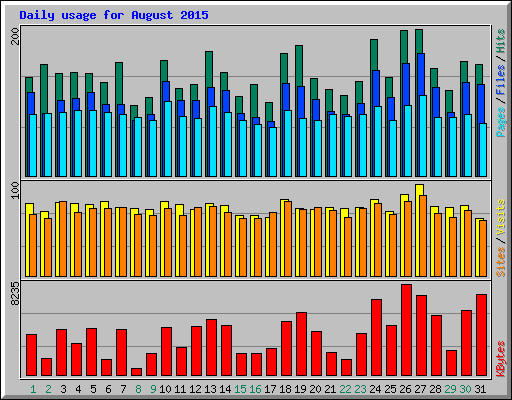 Daily usage for August 2015
200
Pages / Files / Hits
100
Sites / Visits
8235
KBytes
1 2 3 4 5 6 7 8 9 10 11 12 13 14 15 16 17 18 19 20 21 22 23 24 25 26 27 28 29 30 31